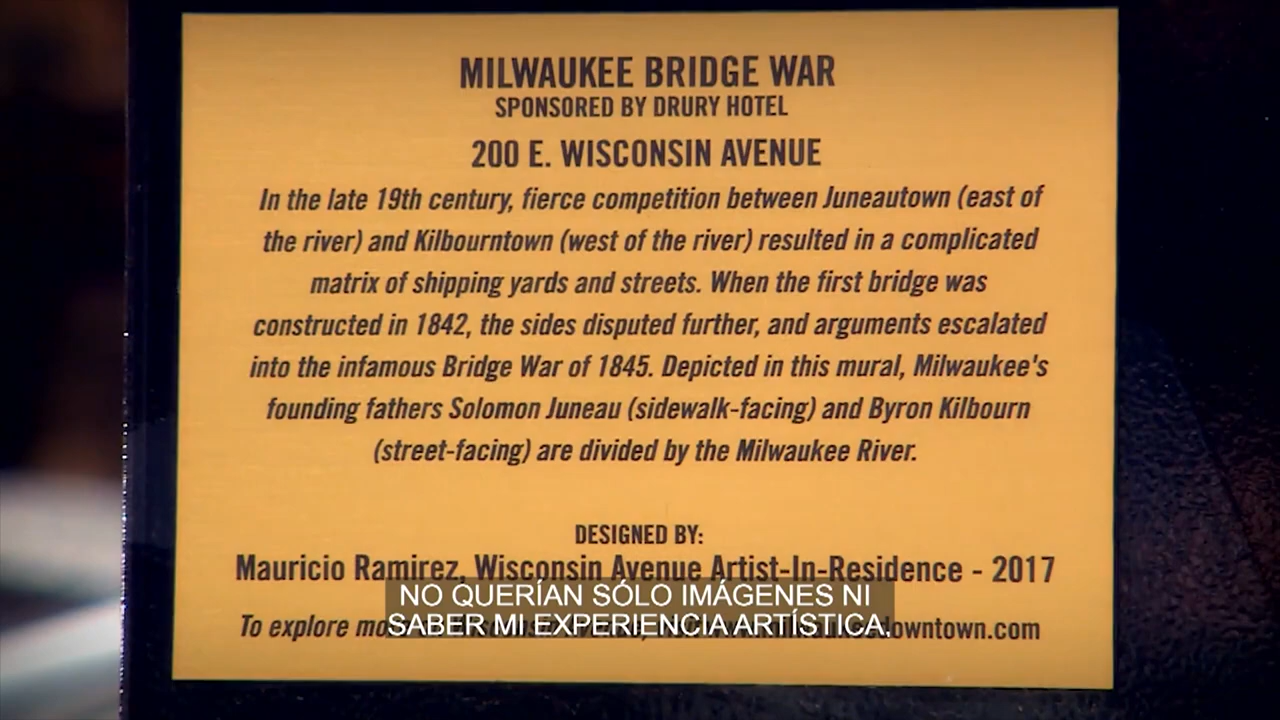 MILWAUKEE BRIDGE WAR
SPONSORED BY DRURY HOTEL
200 E. WISCONSIN AVENUE
In the late 19th century, fierce competition between Juneautown (east of
the river) and Kilbourntown (west of the river) resulted in a complicated
matrix of shipping yards and streets. When the first bridge was
constructed in 1842, the sides disputed further, and arguments escalated
into the infamous Bridge War of 1845. Depicted in this mural, Milwaukee's
founding fathers Solomon Juneau (sidewalk-facing) and Byron Kilbourn
(street-facing) are divided by the Milwaukee River.
DESIGNED BY:
Mauricio Ramirez, Wisconsin Avenue Artist-In-Residence - 2017
NO QUERÍAN SÓLO IMÁGENES NI
SABER MI EXPERIENCIA ARTÍSTICA.
To explore downtown.com